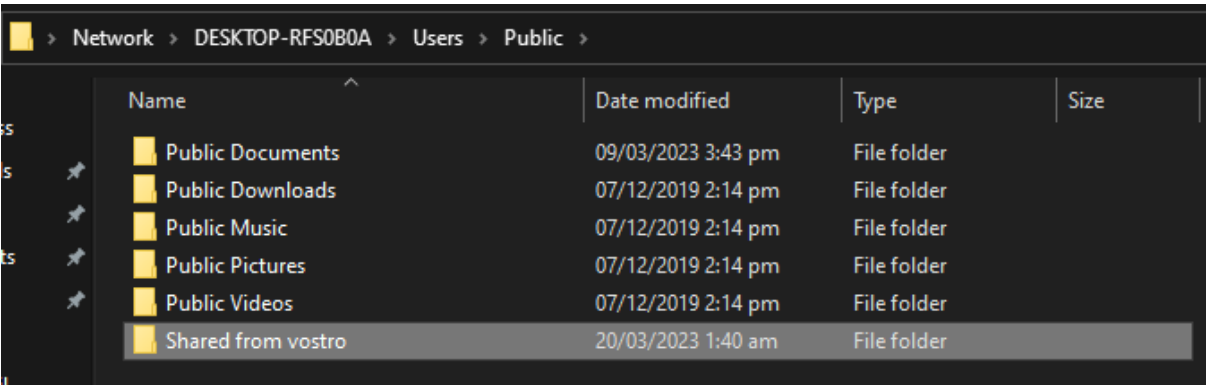 > Network > DESKTOP-RFS0B0A > Users > Public >
Name Date modified Type Size
ss
Public Documents 09/03/2023 3:43 pm File folder
ls
Public Downloads 07/12/2019 2:14 pm File folder
Public Music 07/12/2019 2:14 pm File folder
ts
Public Pictures 07/12/2019 2:14 pm File folder
Public Videos 07/12/2019 2:14 pm File folder
Shared from vostro 20/03/2023 1:40 am File folder